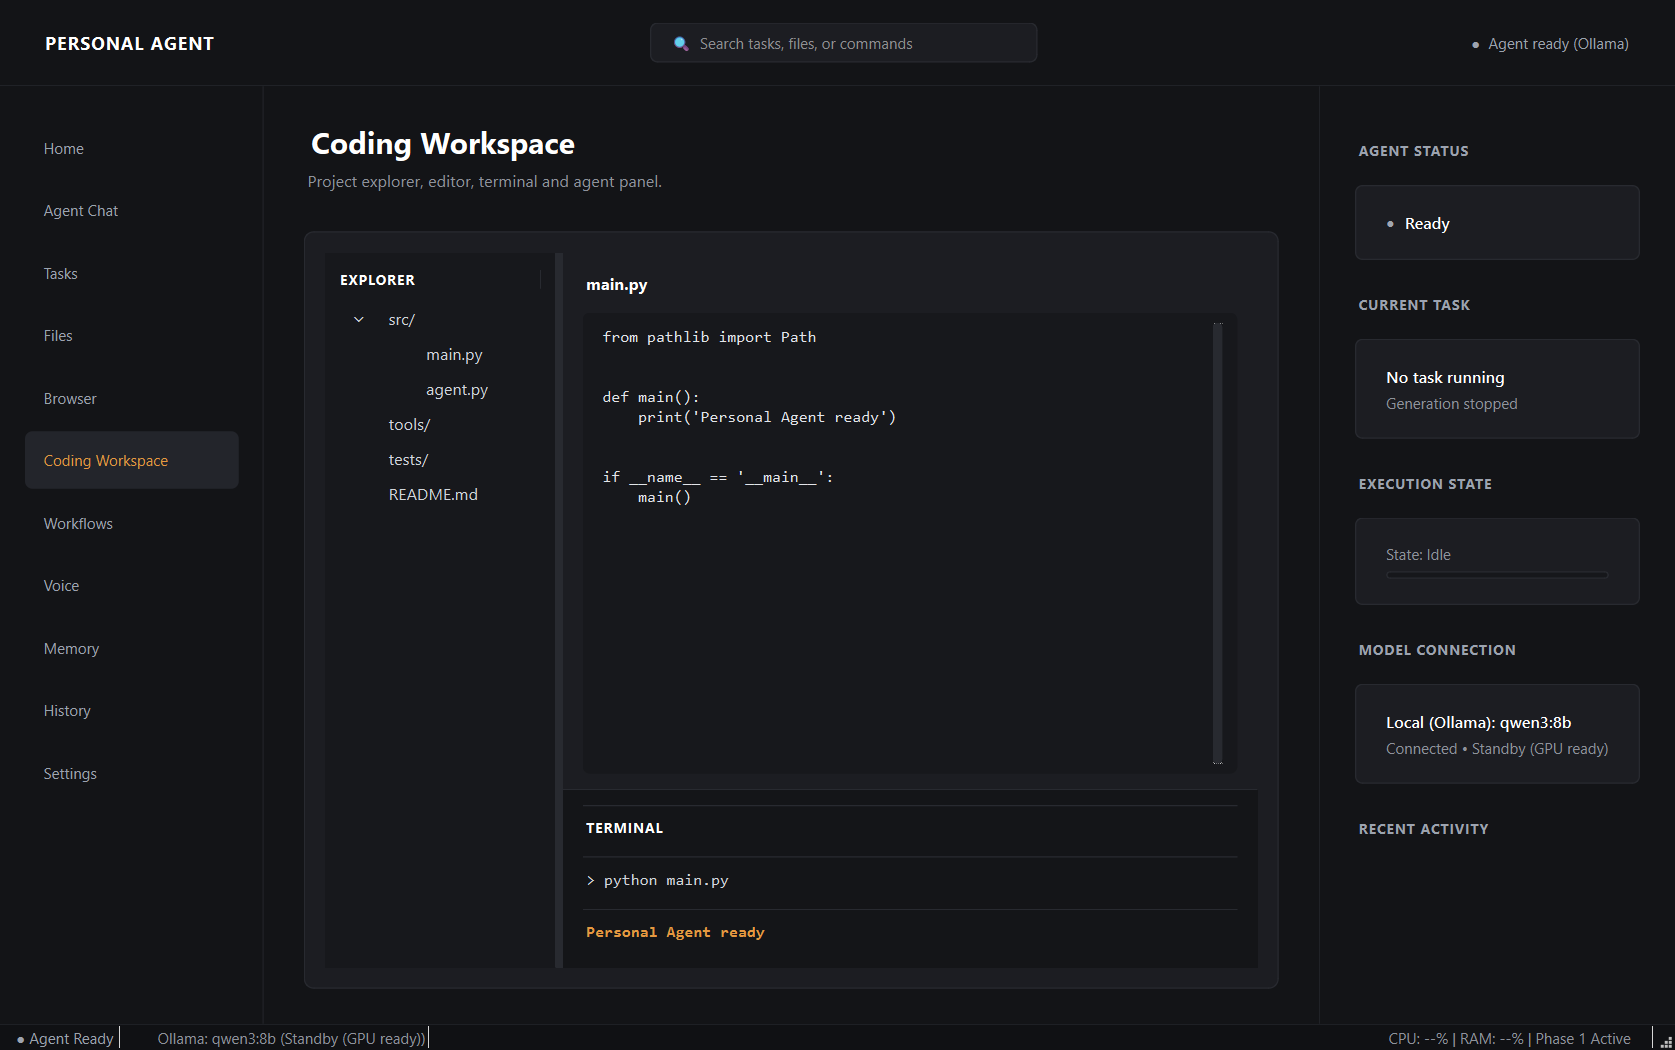 PERSONAL AGENT
Search tasks, files, or commands
● Agent ready (Ollama)
Home
Agent Chat
Tasks
Files
Browser
Coding Workspace
Workflows
Voice
Memory
History
Settings
Coding Workspace
Project explorer, editor, terminal and agent panel.
EXPLORER
src/
main.py
agent.py
tools/
tests/
README.md
main.py
from pathlib import Path
def main():
    print('Personal Agent ready')
if __name__ == '__main__':
    main()
TERMINAL
> python main.py
Personal Agent ready
AGENT STATUS
● Ready
CURRENT TASK
No task running
Generation stopped
EXECUTION STATE
State: Idle
MODEL CONNECTION
Local (Ollama): qwen3:8b
Connected • Standby (GPU ready)
RECENT ACTIVITY
● Agent Ready
Ollama: qwen3:8b (Standby (GPU ready))
CPU: --% | RAM: --% | Phase 1 Active